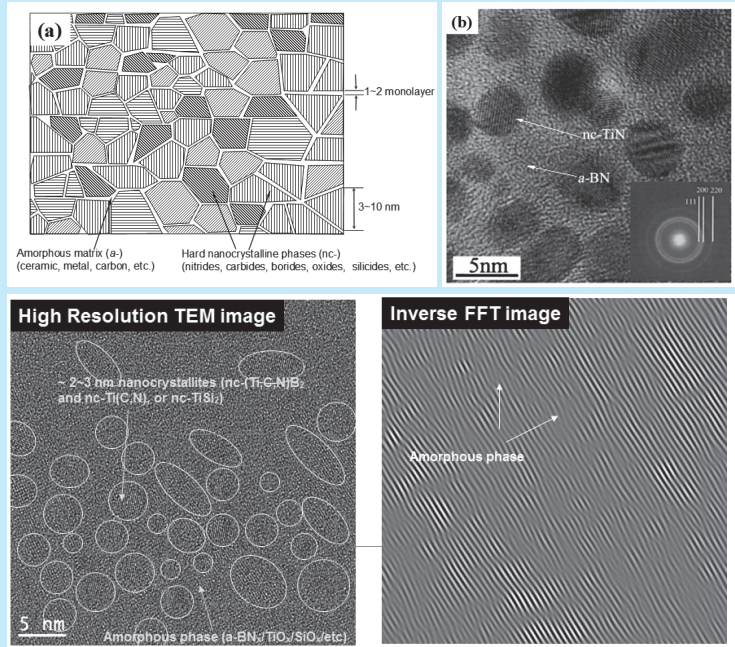 (a)
1~2 monolayer
3~10 nm
Amorphous matrix (a-)
(ceramic, metal, carbon, etc.)
Hard nanocrystalline phases (nc-)
(nitrides, carbides, borides, oxides, silicides, etc.)
(b)
nc-TiN
a-BN
200 220
111
5nm
High Resolution TEM image
~ 2~3 nm nanocrystallites (nc-(Ti,C,N)B2
and nc-Ti(C,N), or nc-TiSi2)
5 nm
Amorphous phase (a-BNx/TiOx/SiOx/etc)
Inverse FFT image
Amorphous phase